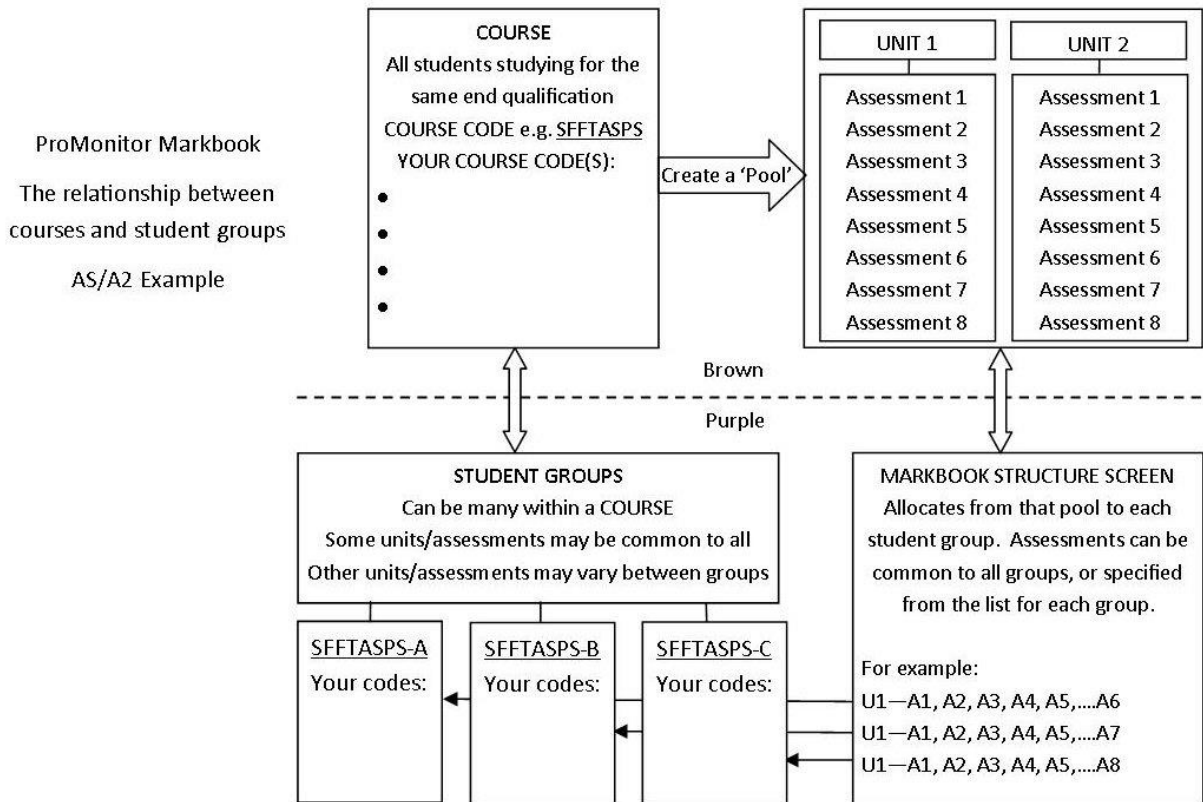 ProMonitor Markbook
The relationship between
courses and student groups
AS/A2 Example
COURSE
All students studying for the
same end qualification
COURSE CODE e.g. SFFTASPS
YOUR COURSE CODE(S):
•
•
•
•
Create a ‘Pool’
UNIT 1
Assessment 1
Assessment 2
Assessment 3
Assessment 4
Assessment 5
Assessment 6
Assessment 7
Assessment 8
UNIT 2
Assessment 1
Assessment 2
Assessment 3
Assessment 4
Assessment 5
Assessment 6
Assessment 7
Assessment 8
Brown
Purple
STUDENT GROUPS
Can be many within a COURSE
Some units/assessments may be common to all
Other units/assessments may vary between groups
SFFTASPS-A
Your codes:
SFFTASPS-B
Your codes:
SFFTASPS-C
Your codes:
MARKBOOK STRUCTURE SCREEN
Allocates from that pool to each
student group. Assessments can be
common to all groups, or specified
from the list for each group.
For example:
U1—A1, A2, A3, A4, A5,....A6
U1—A1, A2, A3, A4, A5,....A7
U1—A1, A2, A3, A4, A5,....A8